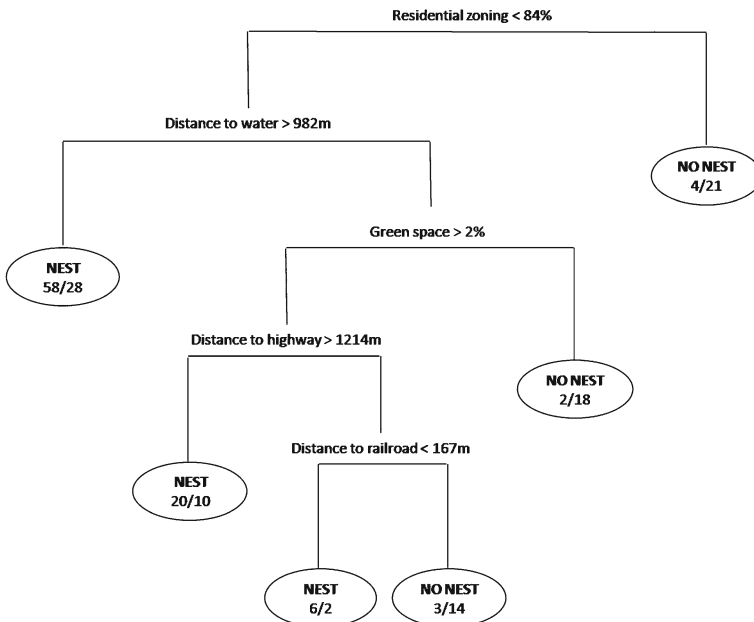 Residential zoning < 84%
Distance to water > 982m
NO NEST
4/21
Green space > 2%
NEST
58/28
Distance to highway > 1214m
NO NEST
2/18
Distance to railroad < 167m
NEST
20/10
NEST
6/2
NO NEST
3/14